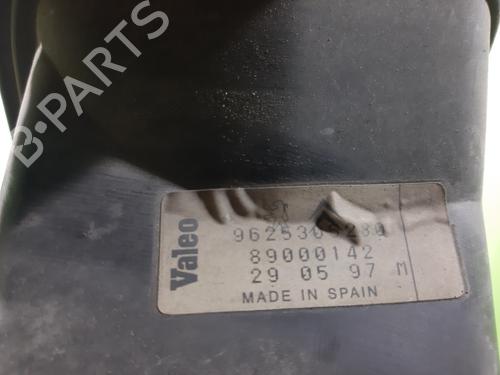 B-PARTS
Valeo
89000142
29 05 97 M
MADE IN SPAIN